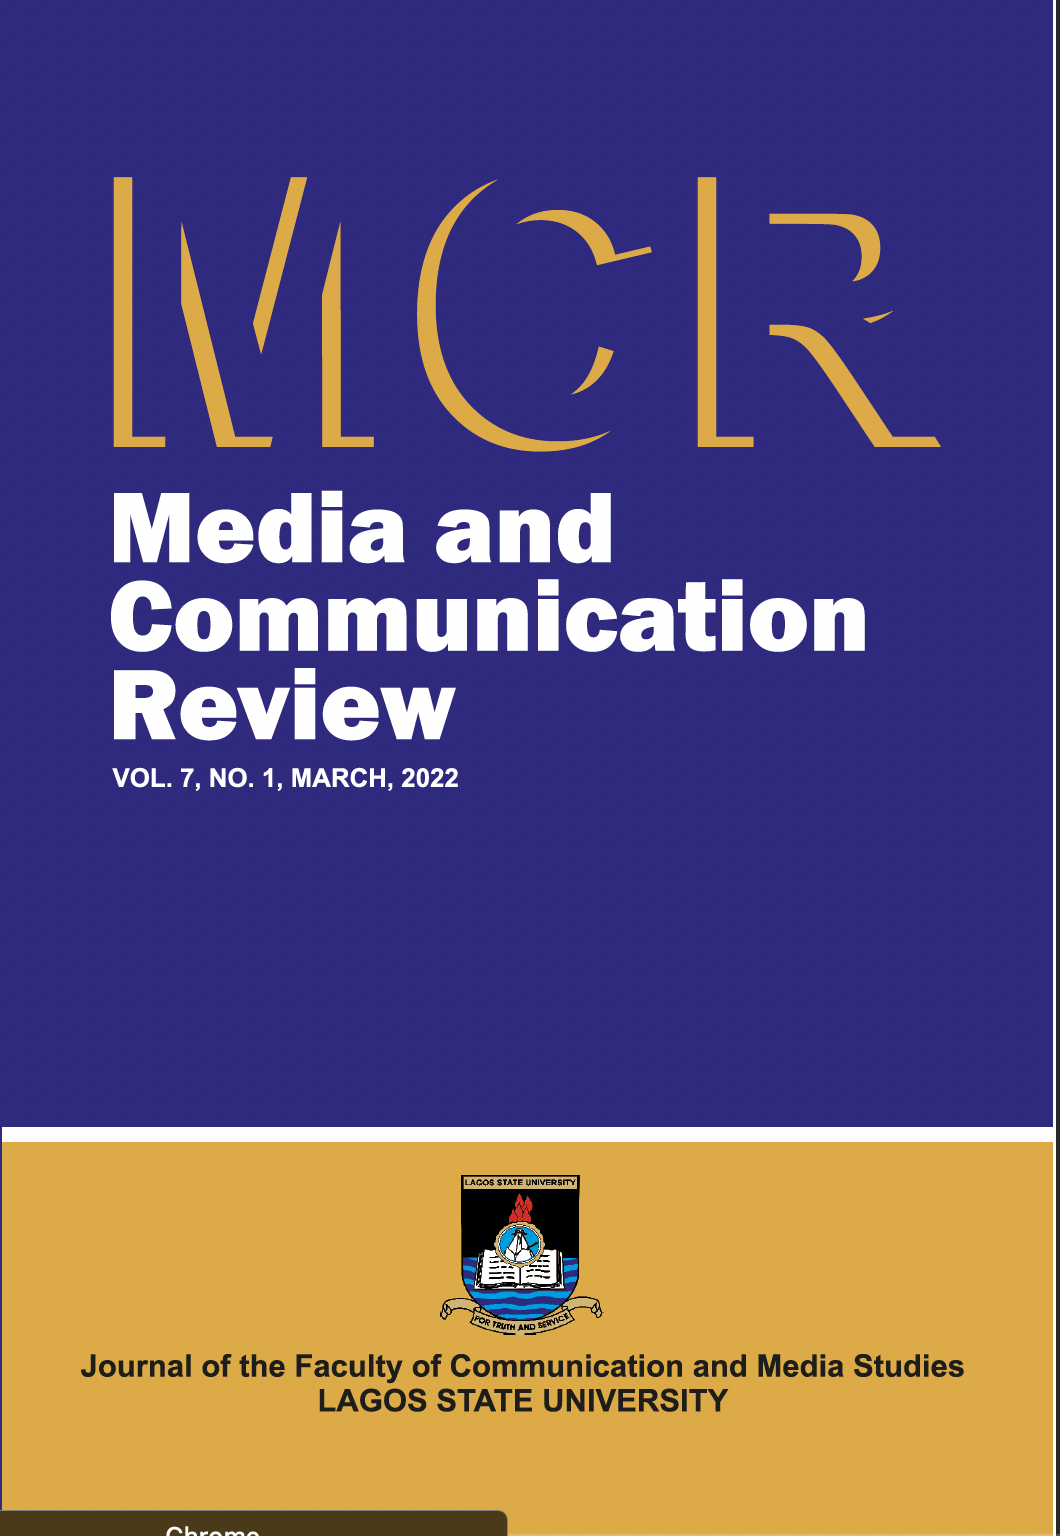 MCR
Media and
Communication
Review
VOL. 7, NO. 1, MARCH, 2022
LAGOS STATE UNIVERSITY
FOR TRUTH AND SERVICE
Journal of the Faculty of Communication and Media Studies
LAGOS STATE UNIVERSITY
Chrome